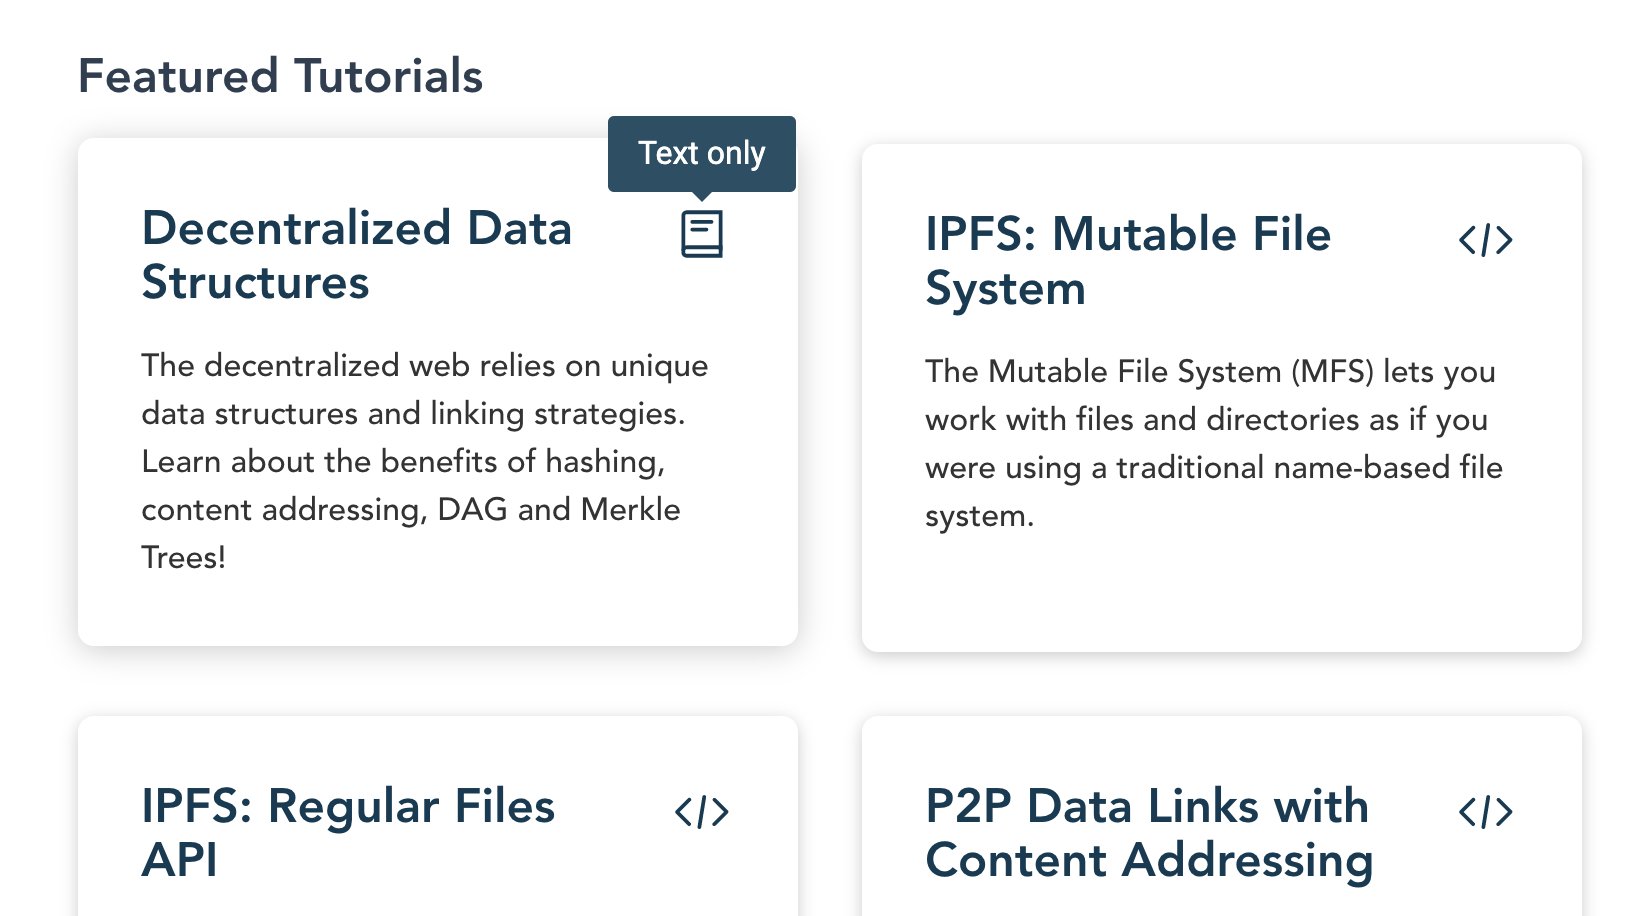 Featured Tutorials
Text only
Decentralized Data
Structures
The decentralized web relies on unique
data structures and linking strategies.
Learn about the benefits of hashing,
content addressing, DAG and Merkle
Trees!
IPFS: Mutable File
System
</>
The Mutable File System (MFS) lets you
work with files and directories as if you
were using a traditional name-based file
system.
IPFS: Regular Files
API
</>
P2P Data Links with
Content Addressing
</>